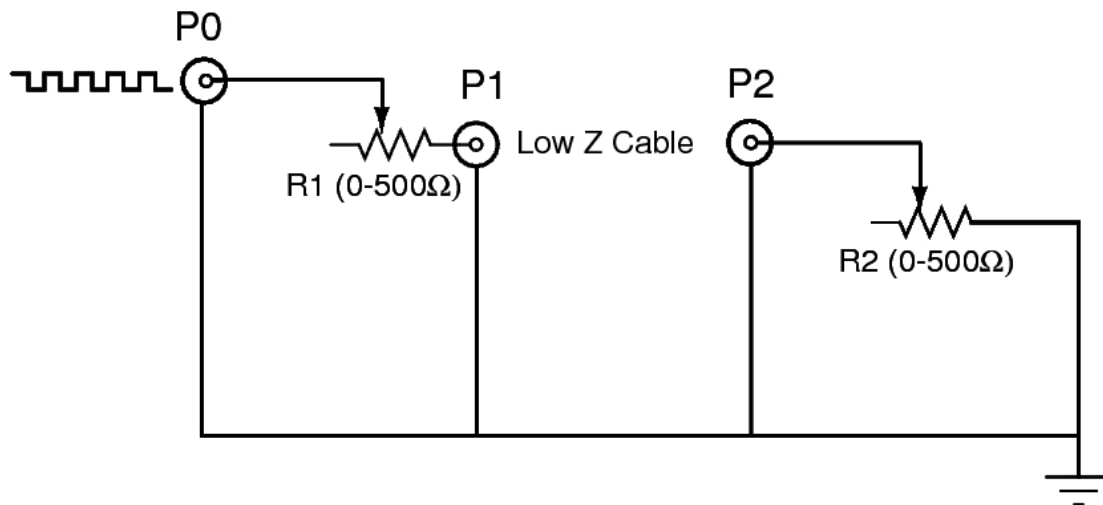 P0
P1
P2
Low Z Cable
R1 (0-500Ω)
R2 (0-500Ω)